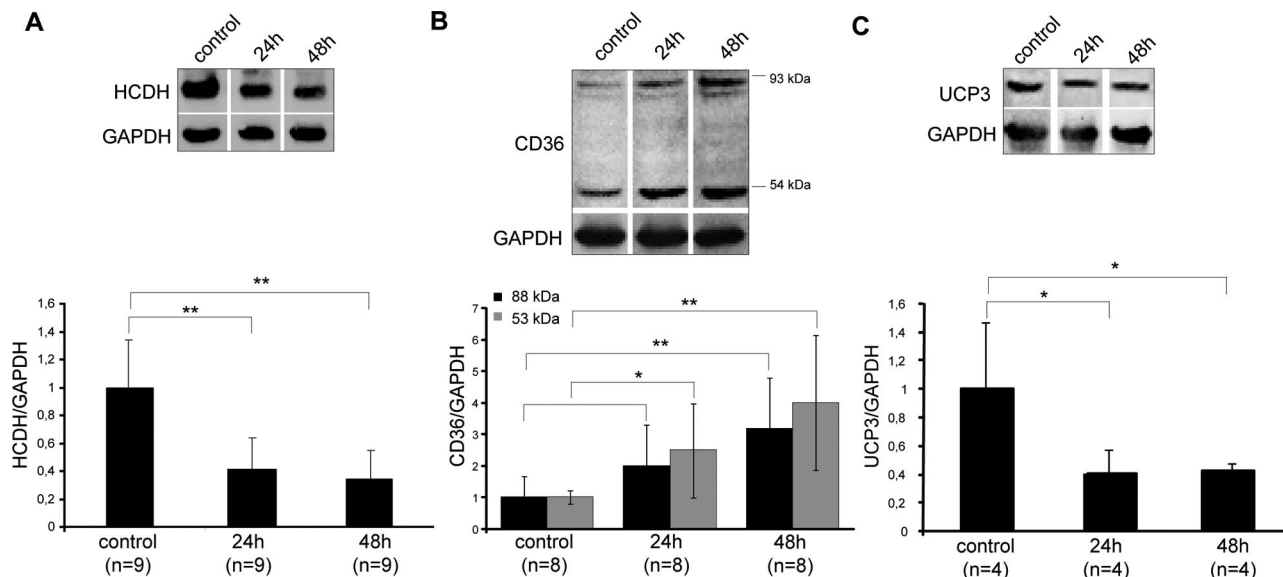 A
control
24h
48h
HCDH
GAPDH
**
**
HCDH/GAPDH
1,6
1,4
1,2
1
0,8
0,6
0,4
0,2
0
control
24h
48h
(n=9)
(n=9)
(n=9)
B
control
24h
48h
93 kDa
CD36
54 kDa
GAPDH
88 kDa
53 kDa
**
**
*
CD36/GAPDH
7
6
5
4
3
2
1
0
control
24h
48h
(n=8)
(n=8)
(n=8)
C
control
24h
48h
UCP3
GAPDH
*
*
UCP3/GAPDH
1,6
1,4
1,2
1
0,8
0,6
0,4
0,2
0
control
24h
48h
(n=4)
(n=4)
(n=4)